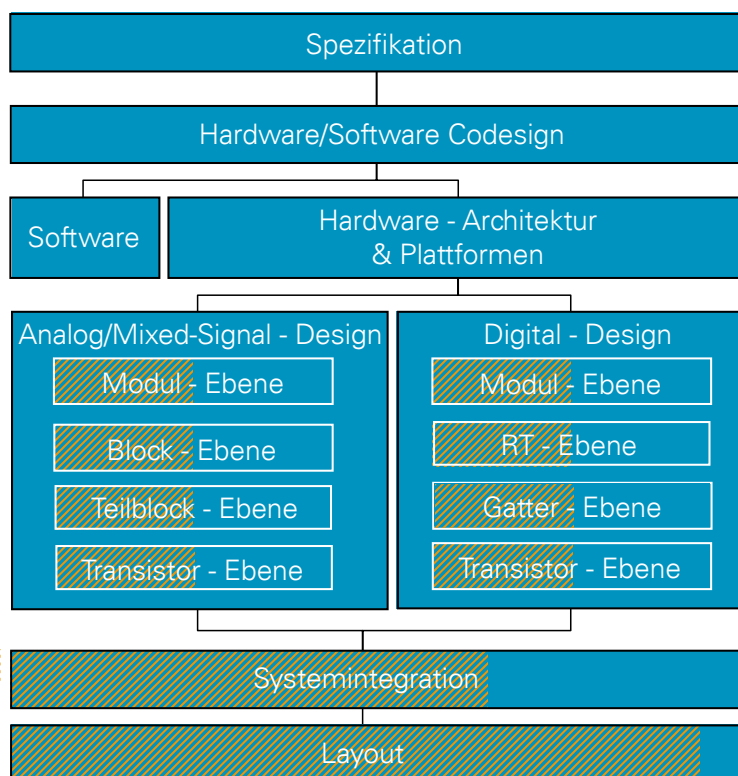 Spezifikation
Hardware/Software Codesign
Software
Hardware - Architektur
& Plattformen
Analog/Mixed-Signal - Design
Modul - Ebene
Block - Ebene
Teilblock - Ebene
Transistor - Ebene
Digital - Design
Modul - Ebene
RT - Ebene
Gatter - Ebene
Transistor - Ebene
Systemintegration
Layout